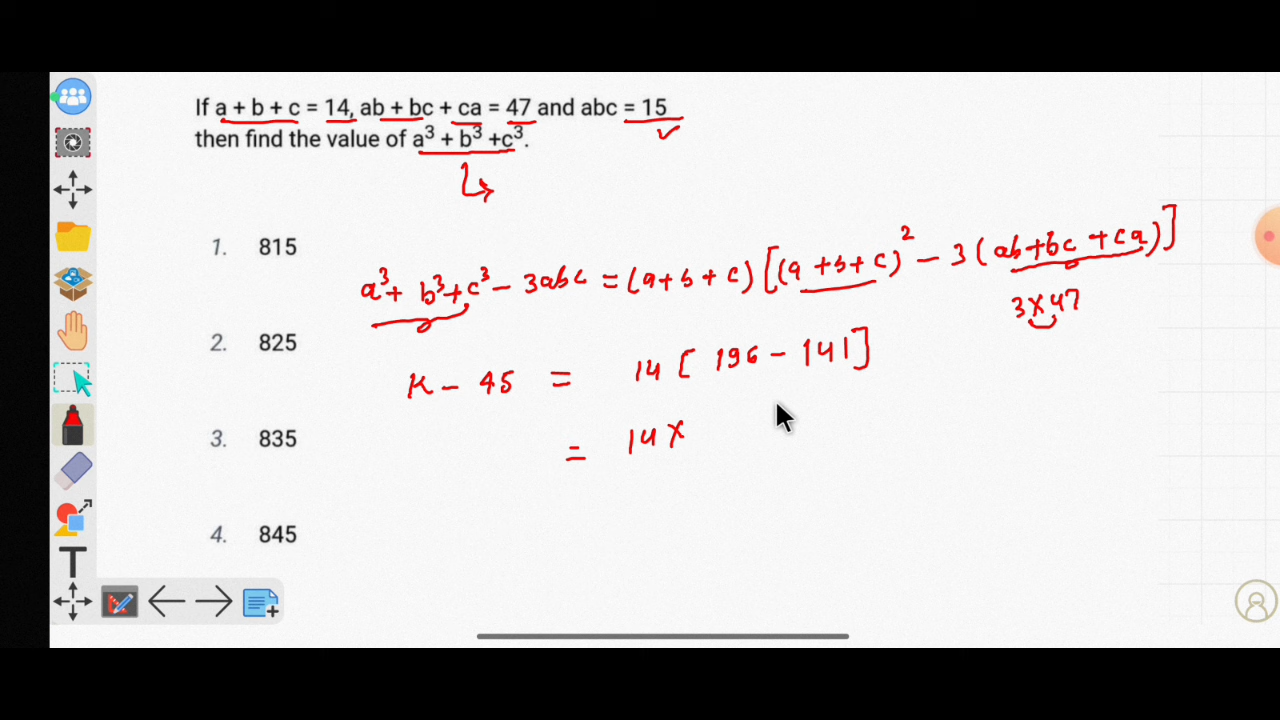 If a + b + c = 14, ab + bc + ca = 47 and abc = 15
then find the value of a³ + b³ +c³.
1. 815
a³ + b³ + c³ - 3abc = (a + b + c) [(a + b + c)² - 3 (ab + bc + ca)]
3 x 47
2. 825
K - 45 = 14 [ 196 - 141]
3. 835
= 14 x
4. 845
T